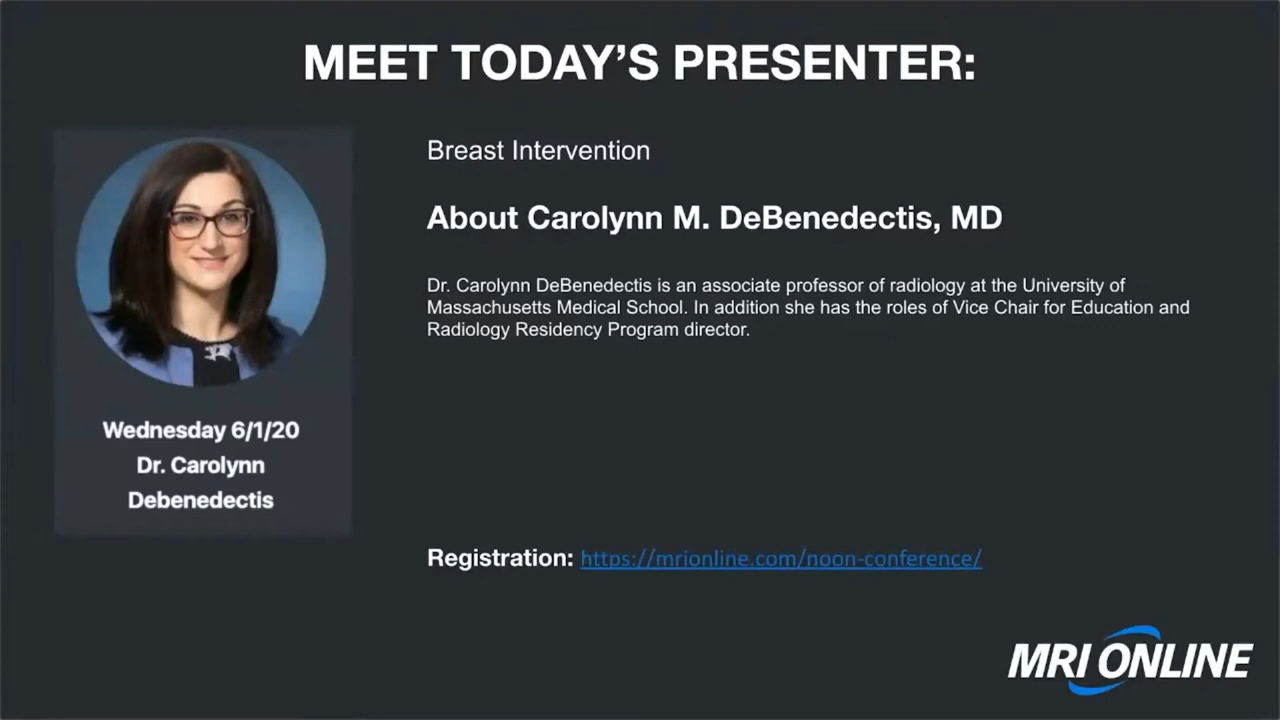 MEET TODAY'S PRESENTER:
Breast Intervention
About Carolynn M. DeBenedectis, MD
Dr. Carolynn DeBenedectis is an associate professor of radiology at the University of
Massachusetts Medical School. In addition she has the roles of Vice Chair for Education and
Radiology Residency Program director.
Wednesday 6/1/20
Dr. Carolynn
Debenedectis
Registration: https://mrionline.com/noon-conference/
MRI ONLINE